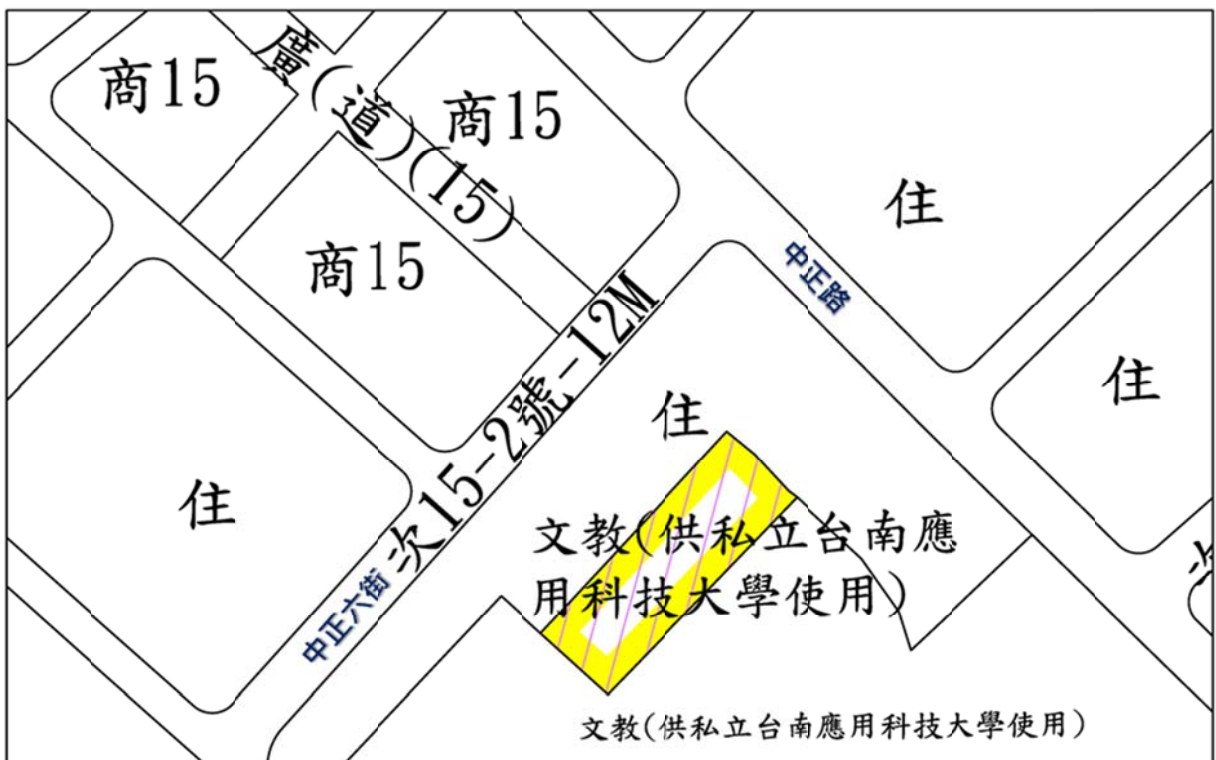 商15
廣(道)(15)
商15
住
商15
中正路
次15-2號-12M
住
住
住
文教(供私立台南應
用科技大學使用)
中正六街
文教(供私立台南應用科技大學使用)